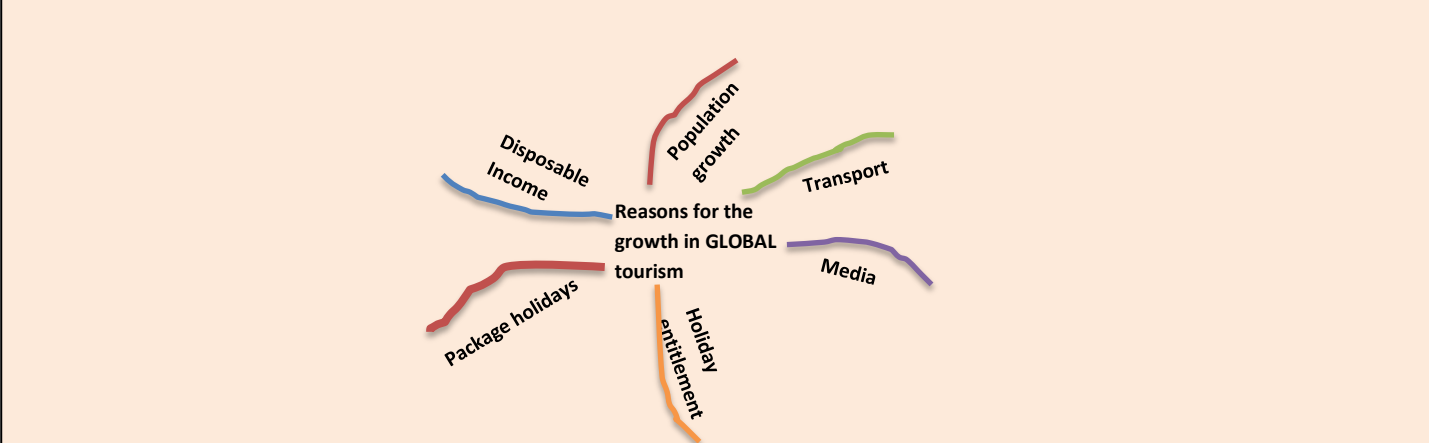 Population
growth
Disposable
Income
Transport
Reasons for the
growth in GLOBAL
tourism
Media
Package holidays
Holiday
entitlement